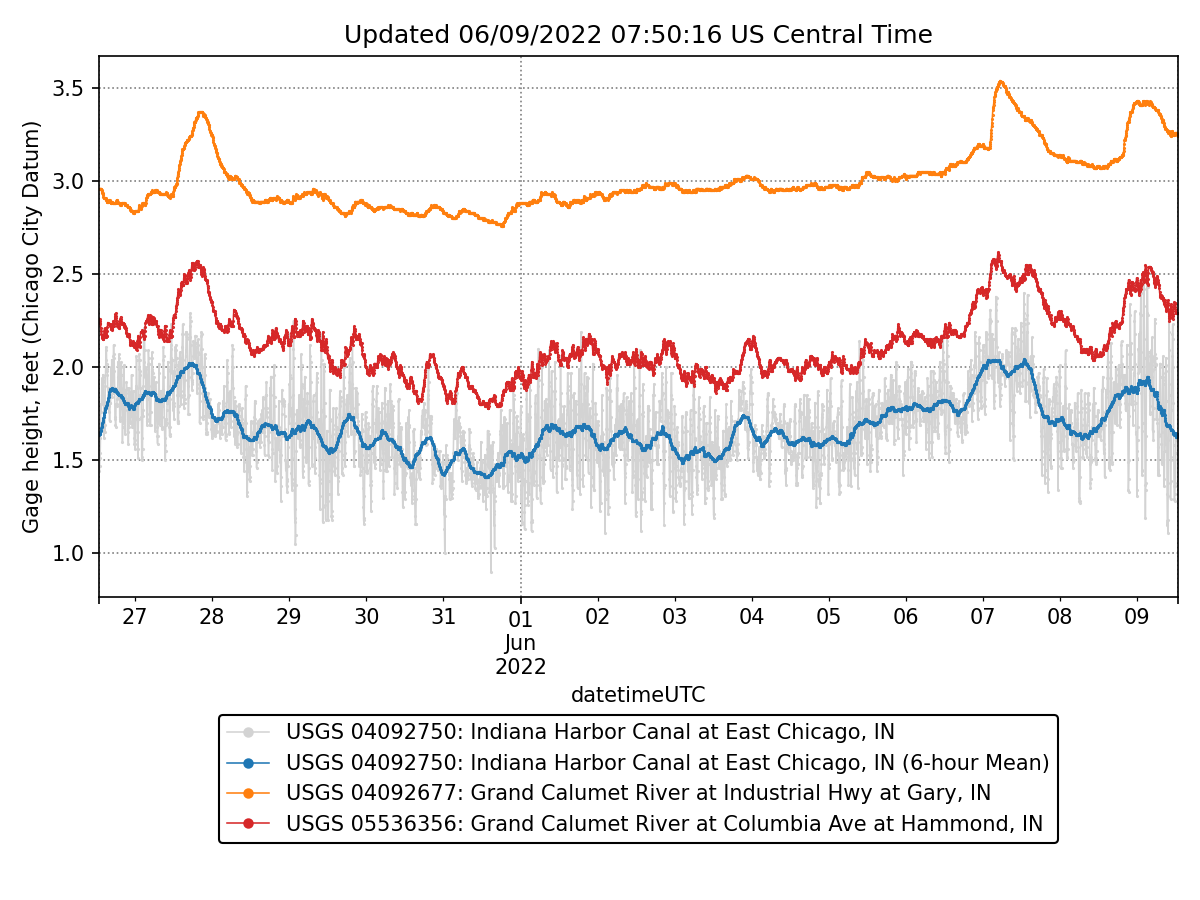 Updated 06/09/2022 07:50:16 US Central Time
Gage height, feet (Chicago City Datum)
3.5
3.0
2.5
2.0
1.5
1.0
27 28 29 30 31 01 02 03 04 05 06 07 08 09
Jun
2022
datetimeUTC
USGS 04092750: Indiana Harbor Canal at East Chicago, IN
USGS 04092750: Indiana Harbor Canal at East Chicago, IN (6-hour Mean)
USGS 04092677: Grand Calumet River at Industrial Hwy at Gary, IN
USGS 05536356: Grand Calumet River at Columbia Ave at Hammond, IN